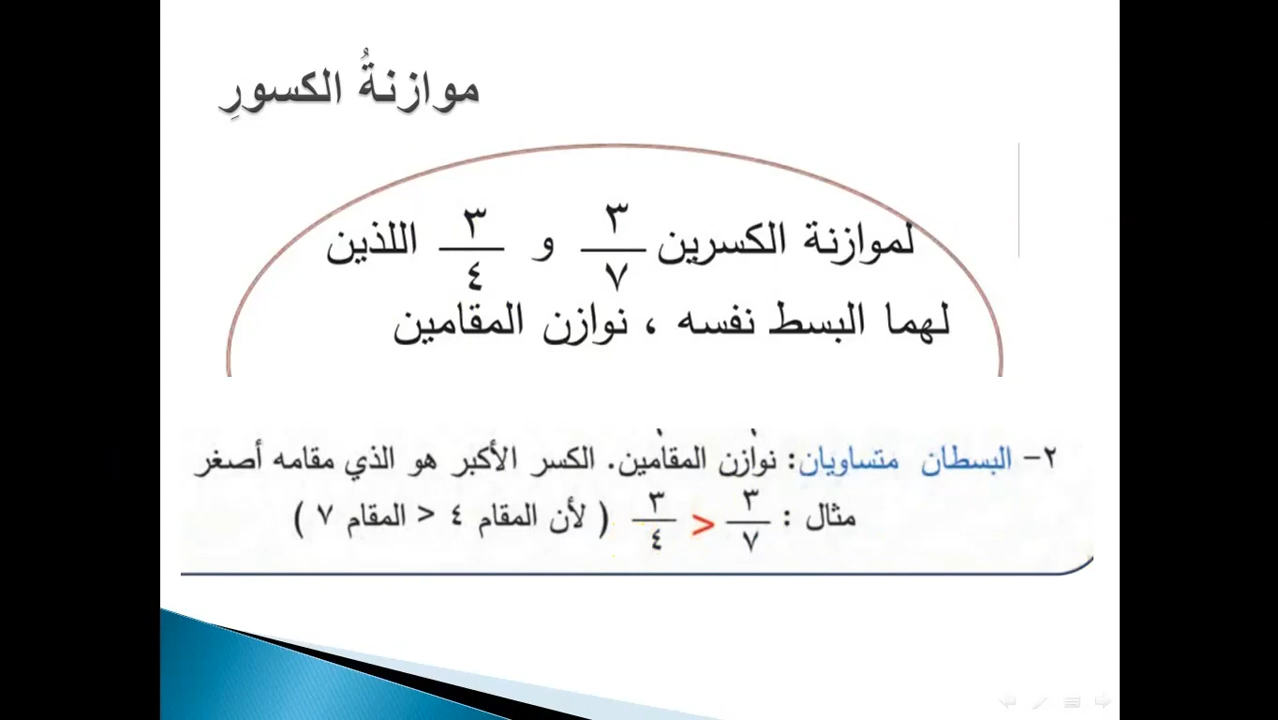 موازنةُ الكسورِ
لموازنة الكسرين ٣/٧ و ٣/٤ اللذين
لهما البسط نفسه ، نوازن المقامين
٢- البسطان متساويان: نوازن المقامين. الكسر الأكبر هو الذي مقامه أصغر
مثال : ٣/٧ > ٣/٤ ( لأن المقام ٤ > المقام ٧ )